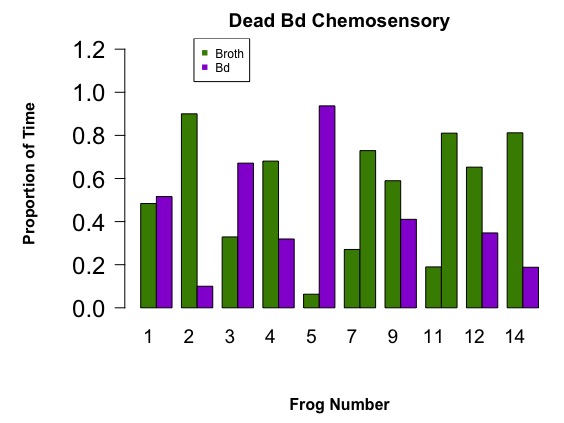 Dead Bd Chemosensory
Broth
Bd
1.2
1.0
0.8
0.6
0.4
0.2
0.0
Proportion of Time
1 2 3 4 5 7 9 11 12 14
Frog Number